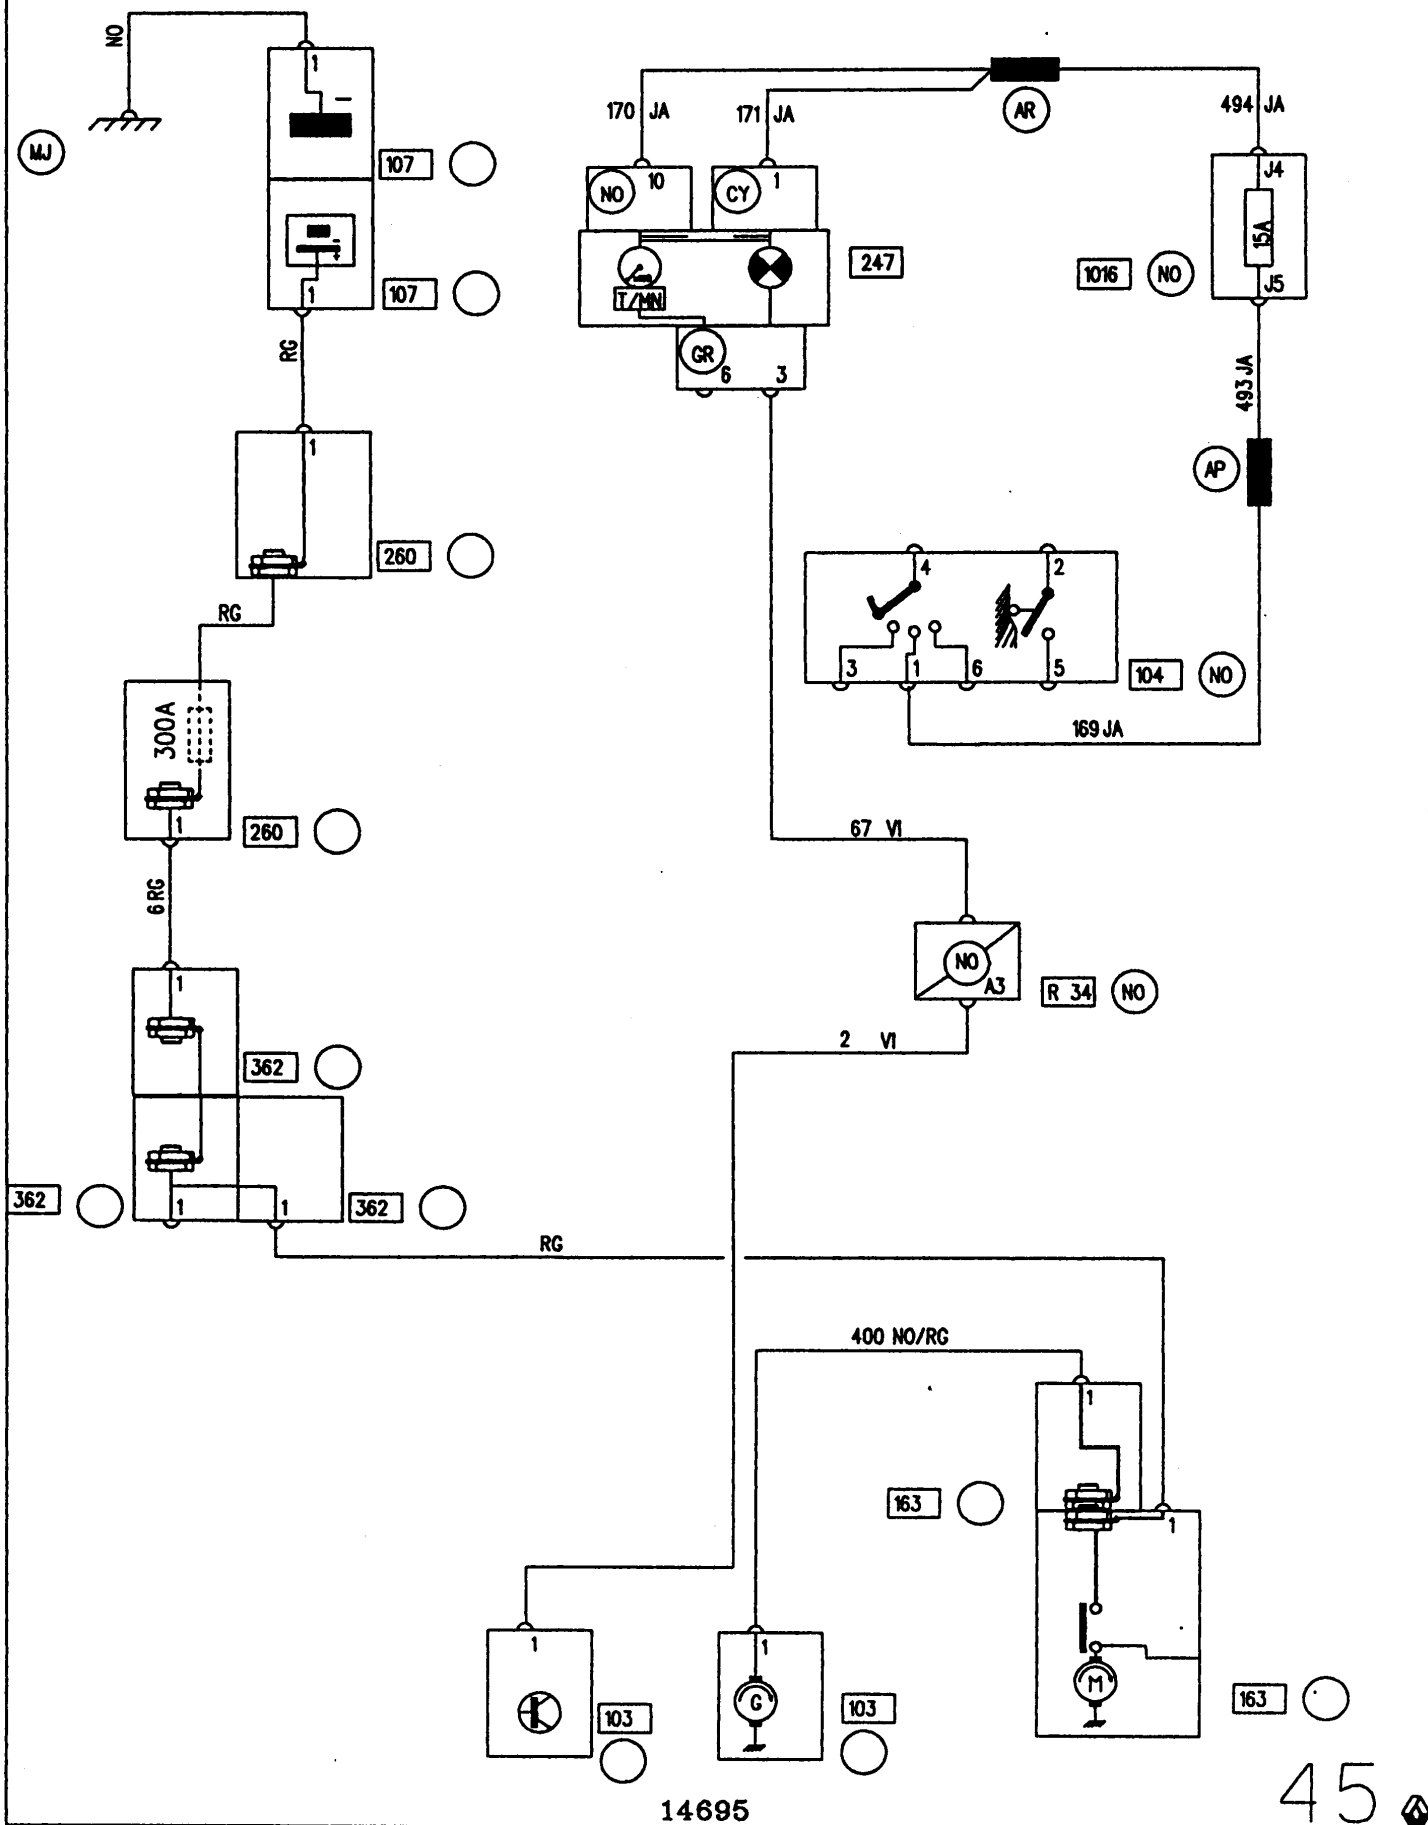 NO
1
–
MJ
107
-
+
1
107
RG
1
260
RG
300A
1
260
6 RG
1
362
362
1
1
362
RG
170 JA
171 JA
AR
494 JA
NO
10
CY
1
T/MN
247
GR
6
3
J4
15A
J5
1016
NO
493 JA
AP
4
2
3
1
6
5
104
NO
169 JA
67 VI
NO
A3
R 34
NO
2 VI
400 NO/RG
1
163
1
M
163
1
103
1
G
103
14695
45